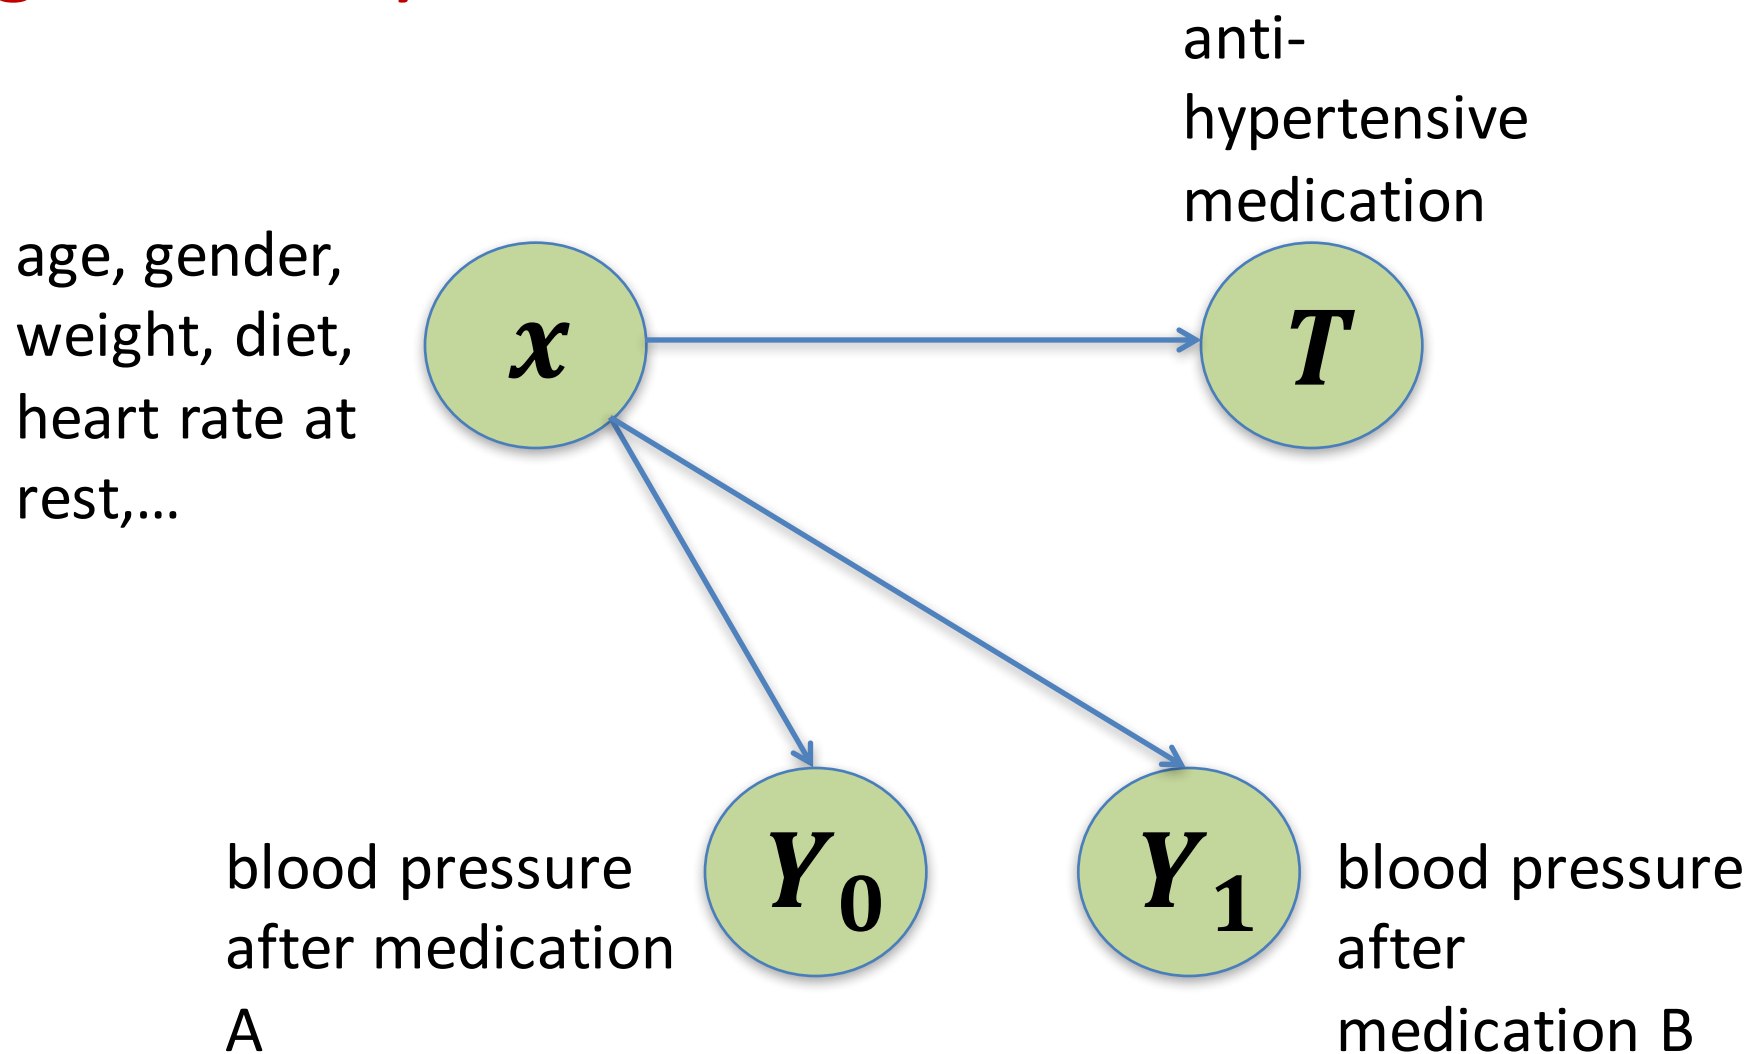 anti-
hypertensive
medication
age, gender,
weight, diet,
heart rate at
rest,...
x
T
Y0
Y1
blood pressure
after medication
A
blood pressure
after
medication B